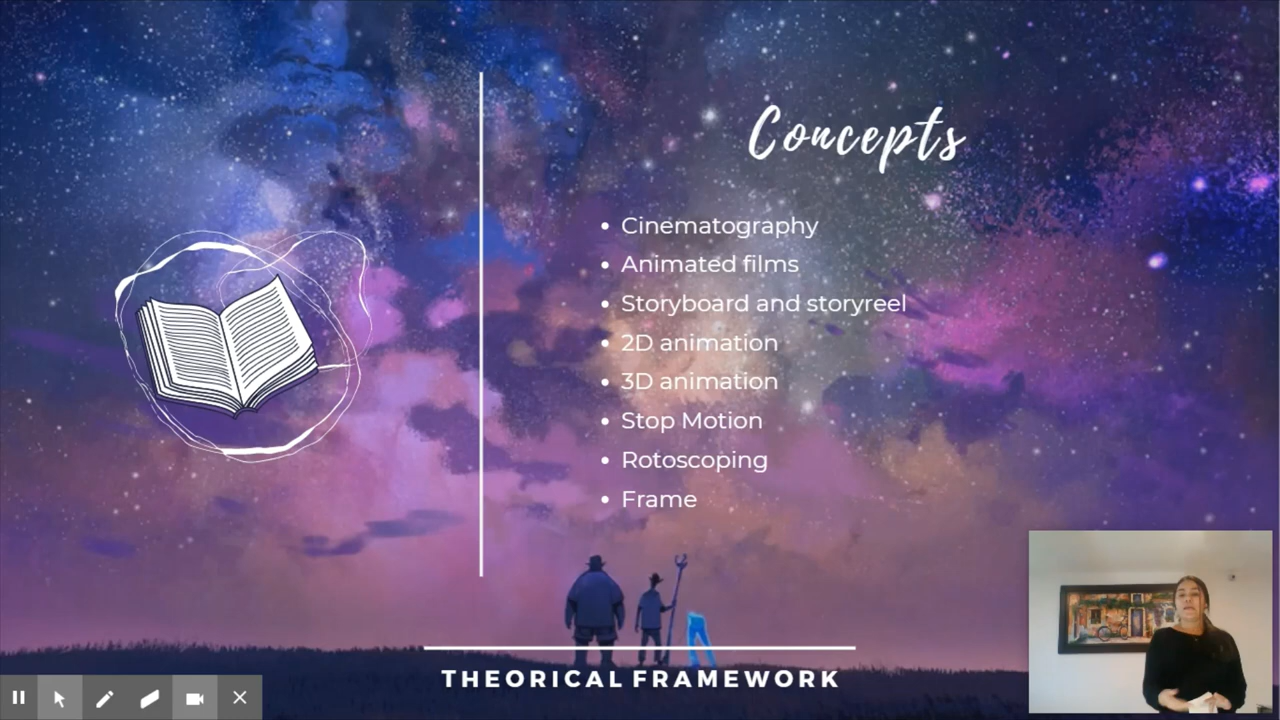 Concepts
Cinematography
Animated films
Storyboard and storyreel
2D animation
3D animation
Stop Motion
Rotoscoping
Frame
THEORICAL FRAMEWORK